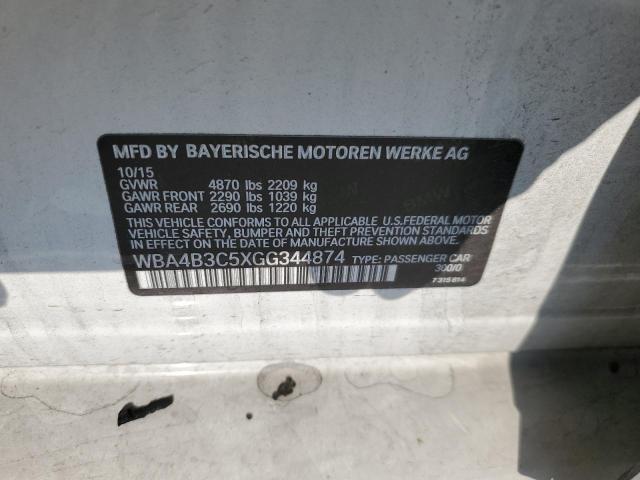 MFD BY BAYERISCHE MOTOREN WERKE AG
10/15
GVWR 4870 lbs 2209 kg
GAWR FRONT 2290 lbs 1039 kg
GAWR REAR 2690 lbs 1220 kg
THIS VEHICLE CONFORMS TO ALL APPLICABLE U.S.FEDERAL MOTOR
VEHICLE SAFETY, BUMPER AND THEFT PREVENTION STANDARDS
IN EFFECT ON THE DATE OF MANUFACTURE SHOWN ABOVE.
WBA4B3C5XGG344874 TYPE: PASSENGER CAR
300/0
7315614